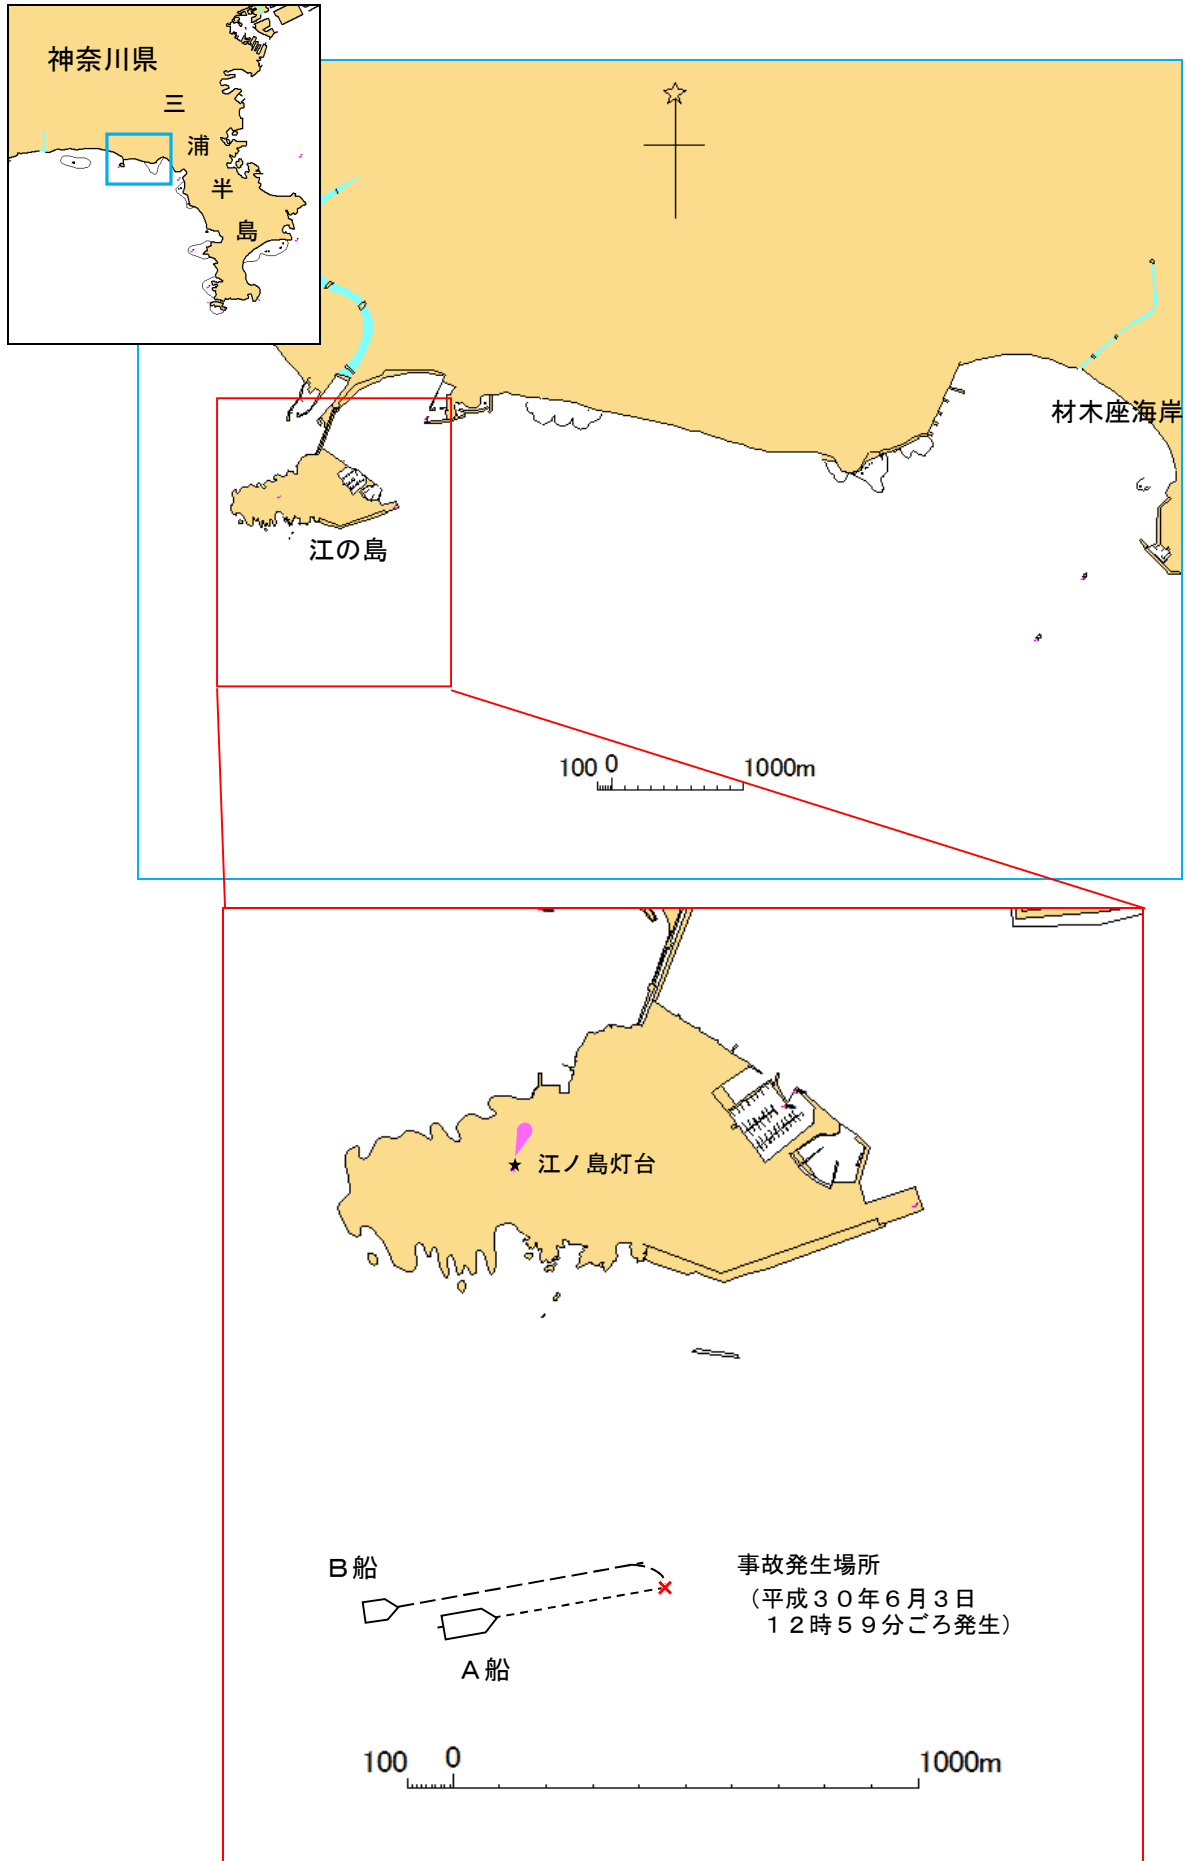 神奈川県
三
浦
半
島
材木座海岸
江の島
100 0 1000m
江ノ島灯台
B船
事故発生場所
（平成３０年６月３日
１２時５９分ごろ発生）
A船
100 0 1000m